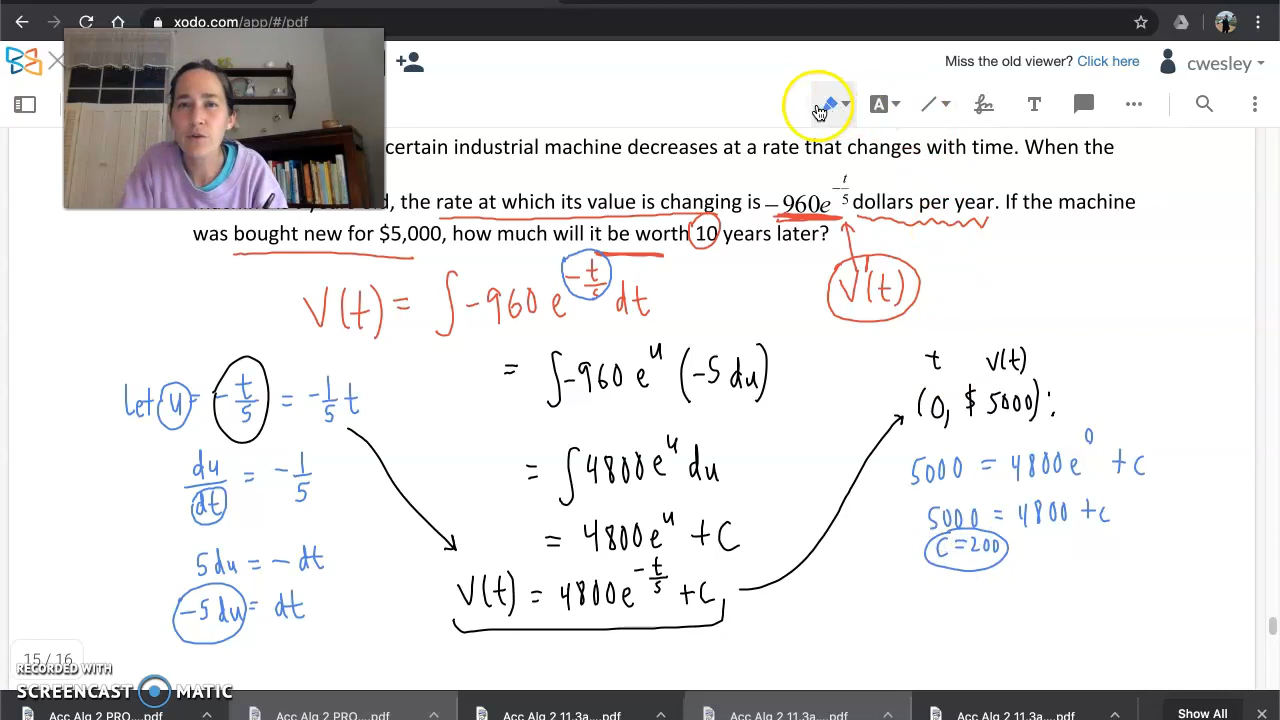 xodo.com/app/#/pdf
Miss the old viewer? Click here
cwesley
A
T
certain industrial machine decreases at a rate that changes with time. When the
old, the rate at which its value is changing is −960e^(−t/5) dollars per year. If the machine
was bought new for $5,000, how much will it be worth 10 years later?
V(t) = ∫ −960 e^(−t/5) dt
V'(t)
= ∫ −960 e^u (−5 du)
t V(t)
let u = −t/5 = −1/5 t
(0, $5000):
du/dt = −1/5
= ∫ 4800 e^u du
5000 = 4800e^0 + C
5000 = 4800 + C
= 4800e^u + C
C = 200
5du = −dt
V(t) = 4800e^(−t/5) + C
−5du = dt
15 / 16
RECORDED WITH
SCREENCAST MATIC
Acc Alg 2 PRO....pdf
Acc Alg 2 PRO....pdf
Acc Alg 2 11.3a....pdf
Acc Alg 2 11.3a....pdf
Acc Alg 2 11.3a....pdf
Show All